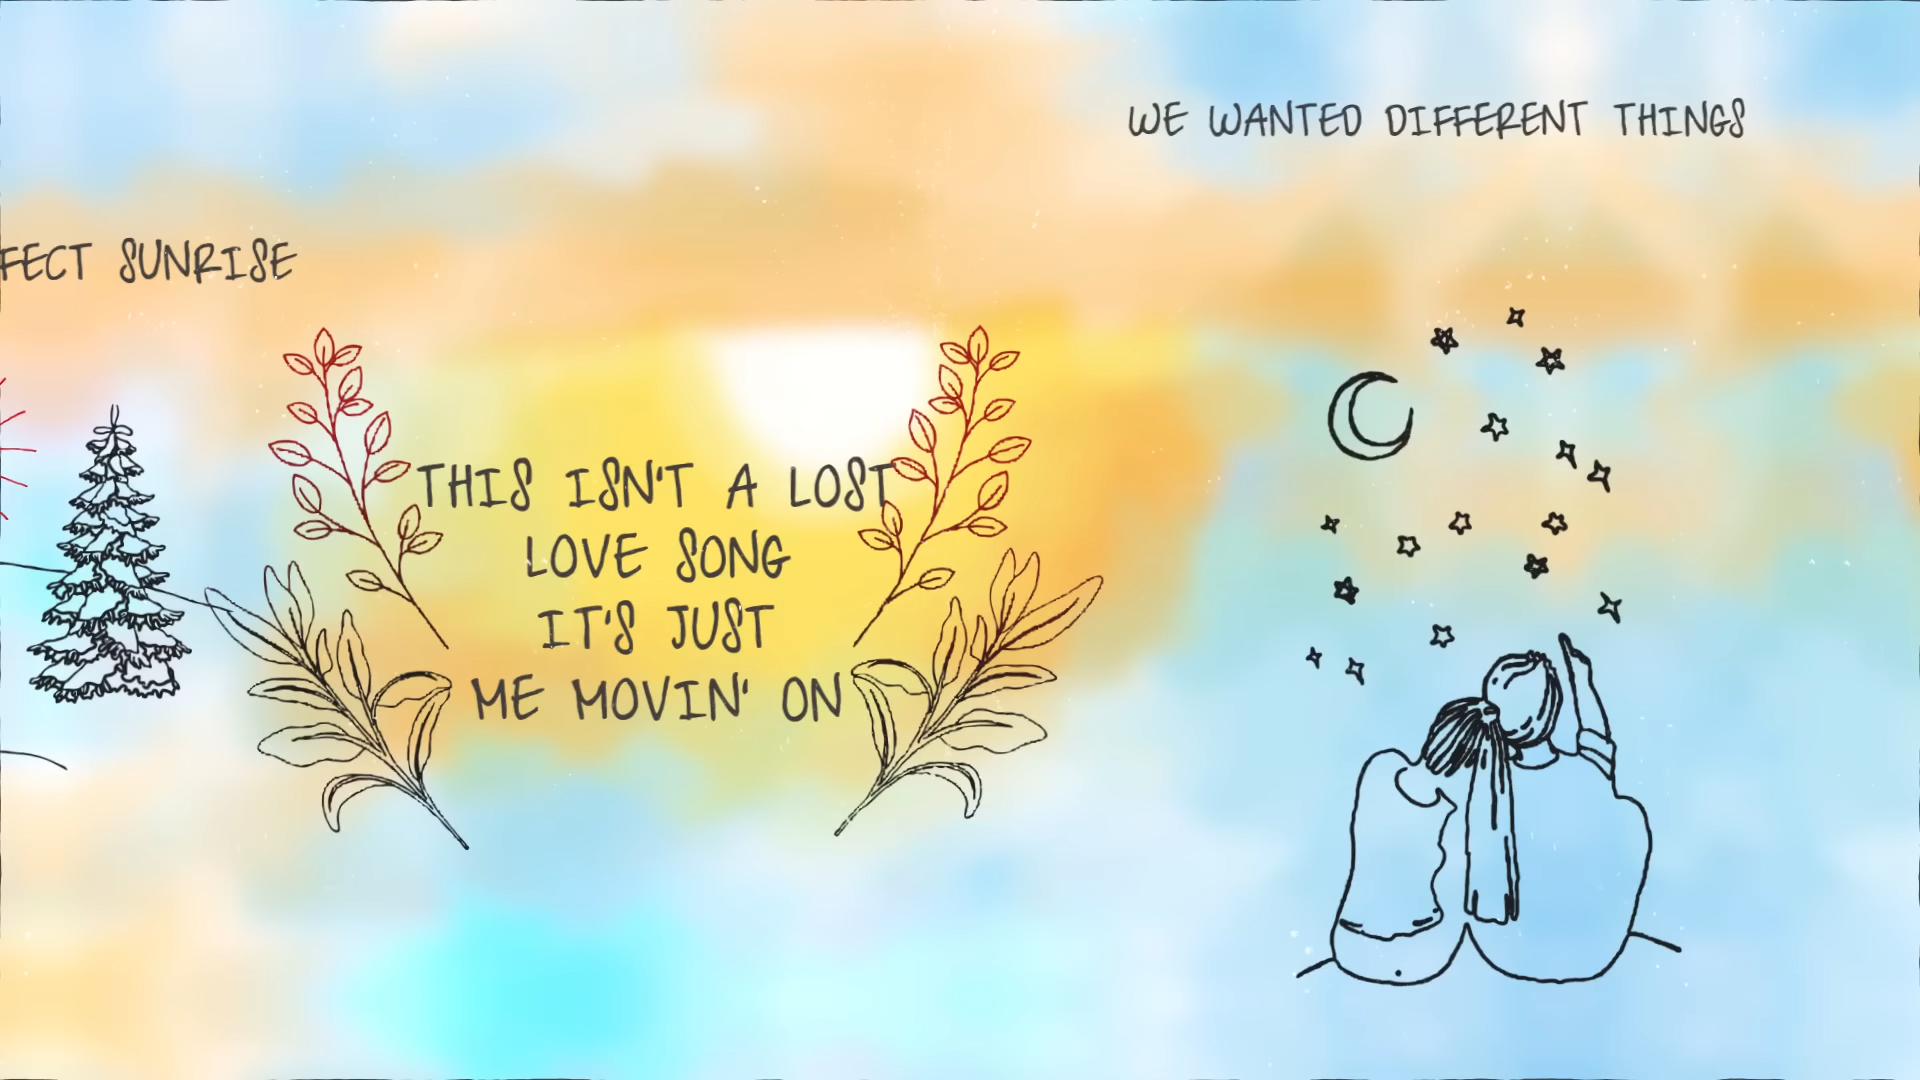 FECT SUNRISE
THIS ISN'T A LOST
LOVE SONG
IT'S JUST
ME MOVIN' ON
WE WANTED DIFFERENT THINGS